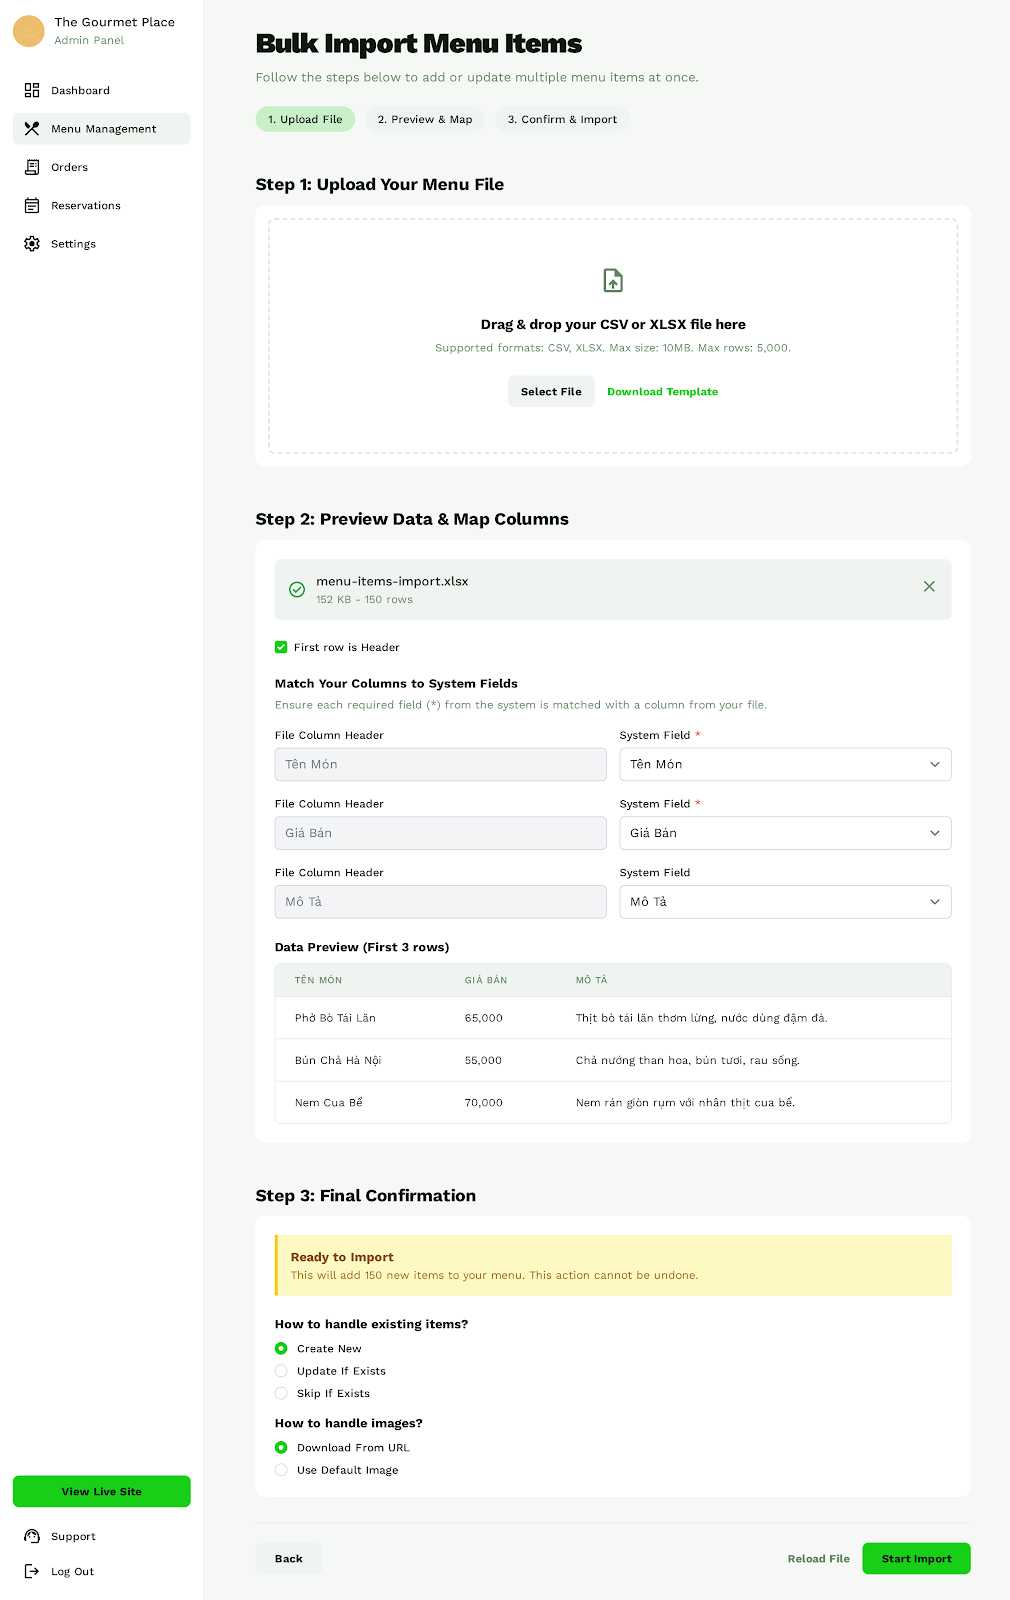 The Gourmet Place
Admin Panel
Dashboard
Menu Management
Orders
Reservations
Settings
View Live Site
Support
Log Out
Bulk Import Menu Items
Follow the steps below to add or update multiple menu items at once.
1. Upload File
2. Preview & Map
3. Confirm & Import
Step 1: Upload Your Menu File
Drag & drop your CSV or XLSX file here
Supported formats: CSV, XLSX. Max size: 10MB. Max rows: 5,000.
Select File
Download Template
Step 2: Preview Data & Map Columns
menu-items-import.xlsx
152 KB - 150 rows
First row is Header
Match Your Columns to System Fields
Ensure each required field (*) from the system is matched with a column from your file.
File Column Header
System Field *
Tên Món
Tên Món
File Column Header
System Field *
Giá Bán
Giá Bán
File Column Header
System Field
Mô Tả
Mô Tả
Data Preview (First 3 rows)
TÊN MÓN GIÁ BÁN MÔ TẢ
Phở Bò Tái Lăn 65,000 Thịt bò tái lăn thơm lừng, nước dùng đậm đà.
Bún Chả Hà Nội 55,000 Chả nướng than hoa, bún tươi, rau sống.
Nem Cua Bể 70,000 Nem rán giòn rụm với nhân thịt cua bể.
Step 3: Final Confirmation
Ready to Import
This will add 150 new items to your menu. This action cannot be undone.
How to handle existing items?
Create New
Update If Exists
Skip If Exists
How to handle images?
Download From URL
Use Default Image
Back
Reload File
Start Import